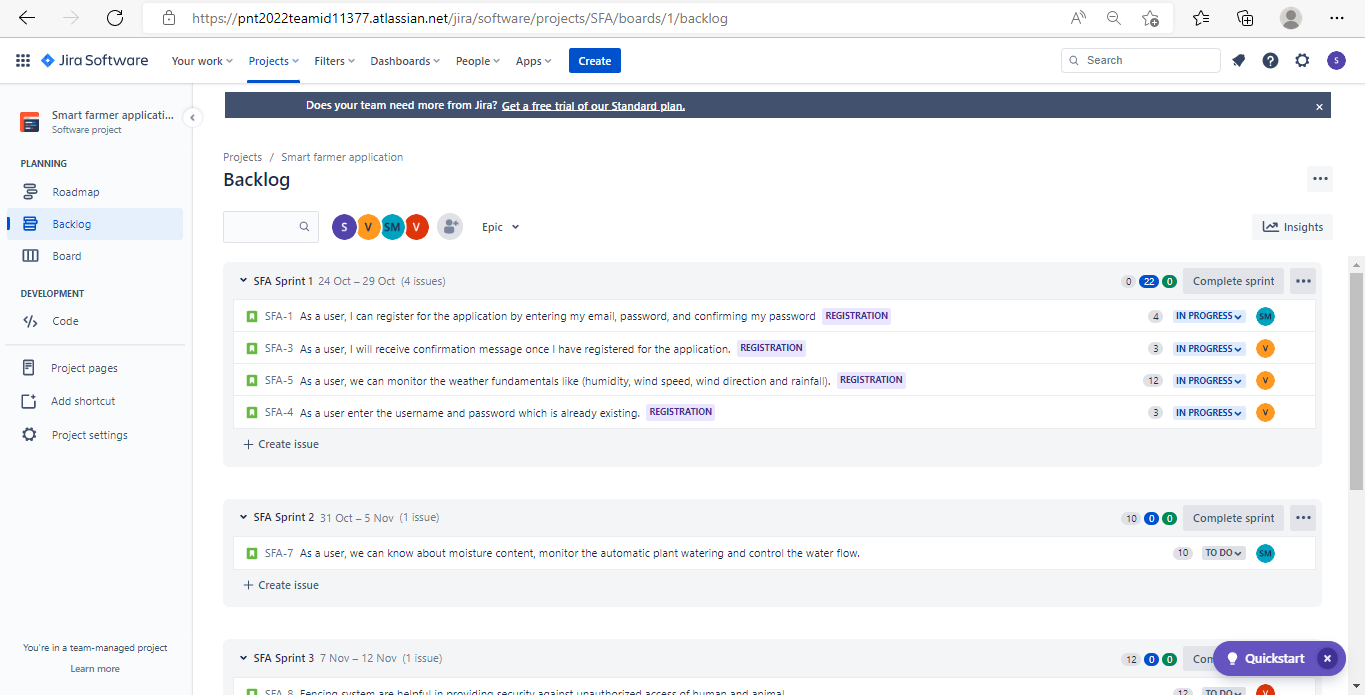 https://pnt2022teamid11377.atlassian.net/jira/software/projects/SFA/boards/1/backlog
Jira Software Your work Projects Filters Dashboards People Apps Create Search S
Does your team need more from Jira? Get a free trial of our Standard plan.
Smart farmer applicati...
Software project
PLANNING
Roadmap
Backlog
Board
DEVELOPMENT
Code
Project pages
Add shortcut
Project settings
You're in a team-managed project
Learn more
Projects / Smart farmer application
Backlog
S V SM V Epic Insights
SFA Sprint 1 24 Oct – 29 Oct (4 issues) 0 22 0 Complete sprint
SFA-1 As a user, I can register for the application by entering my email, password, and confirming my password REGISTRATION 4 IN PROGRESS SM
SFA-3 As a user, I will receive confirmation message once I have registered for the application. REGISTRATION 3 IN PROGRESS V
SFA-5 As a user, we can monitor the weather fundamentals like (humidity, wind speed, wind direction and rainfall). REGISTRATION 12 IN PROGRESS V
SFA-4 As a user enter the username and password which is already existing. REGISTRATION 3 IN PROGRESS V
+ Create issue
SFA Sprint 2 31 Oct – 5 Nov (1 issue) 10 0 0 Complete sprint
SFA-7 As a user, we can know about moisture content, monitor the automatic plant watering and control the water flow. 10 TO DO SM
+ Create issue
SFA Sprint 3 7 Nov – 12 Nov (1 issue) 12 0 0 Com
Quickstart
SFA-8 Fencing system are helpful in providing security against unauthorized access of human and animal 12 TO DO V